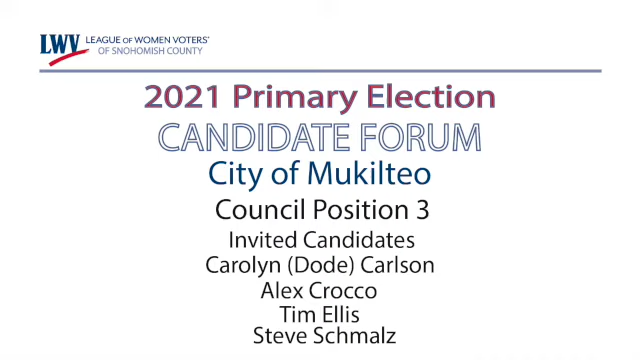 LWV LEAGUE OF WOMEN VOTERS®
OF SNOHOMISH COUNTY
2021 Primary Election
CANDIDATE FORUM
City of Mukilteo
Council Position 3
Invited Candidates
Carolyn (Dode) Carlson
Alex Crocco
Tim Ellis
Steve Schmalz